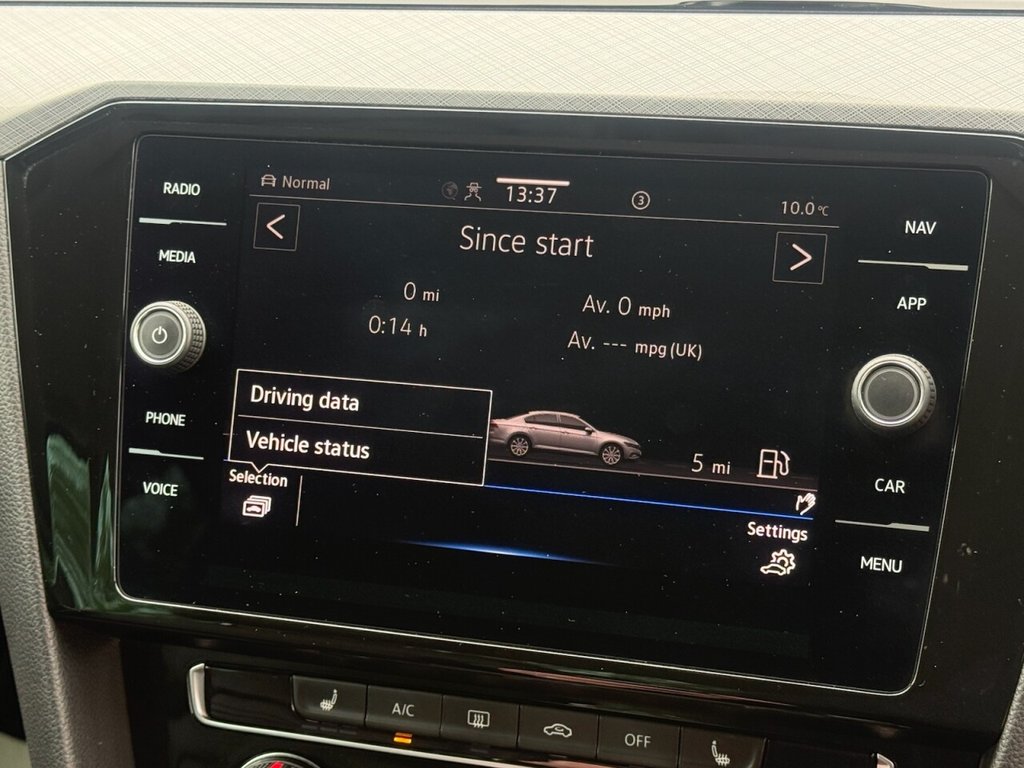 RADIO
MEDIA
PHONE
VOICE
Normal
13:37
3
10.0 °C
Since start
0 mi
0:14 h
Av. 0 mph
Av. --- mpg (UK)
Driving data
Vehicle status
5 mi
Selection
Settings
NAV
APP
CAR
MENU
A/C
OFF